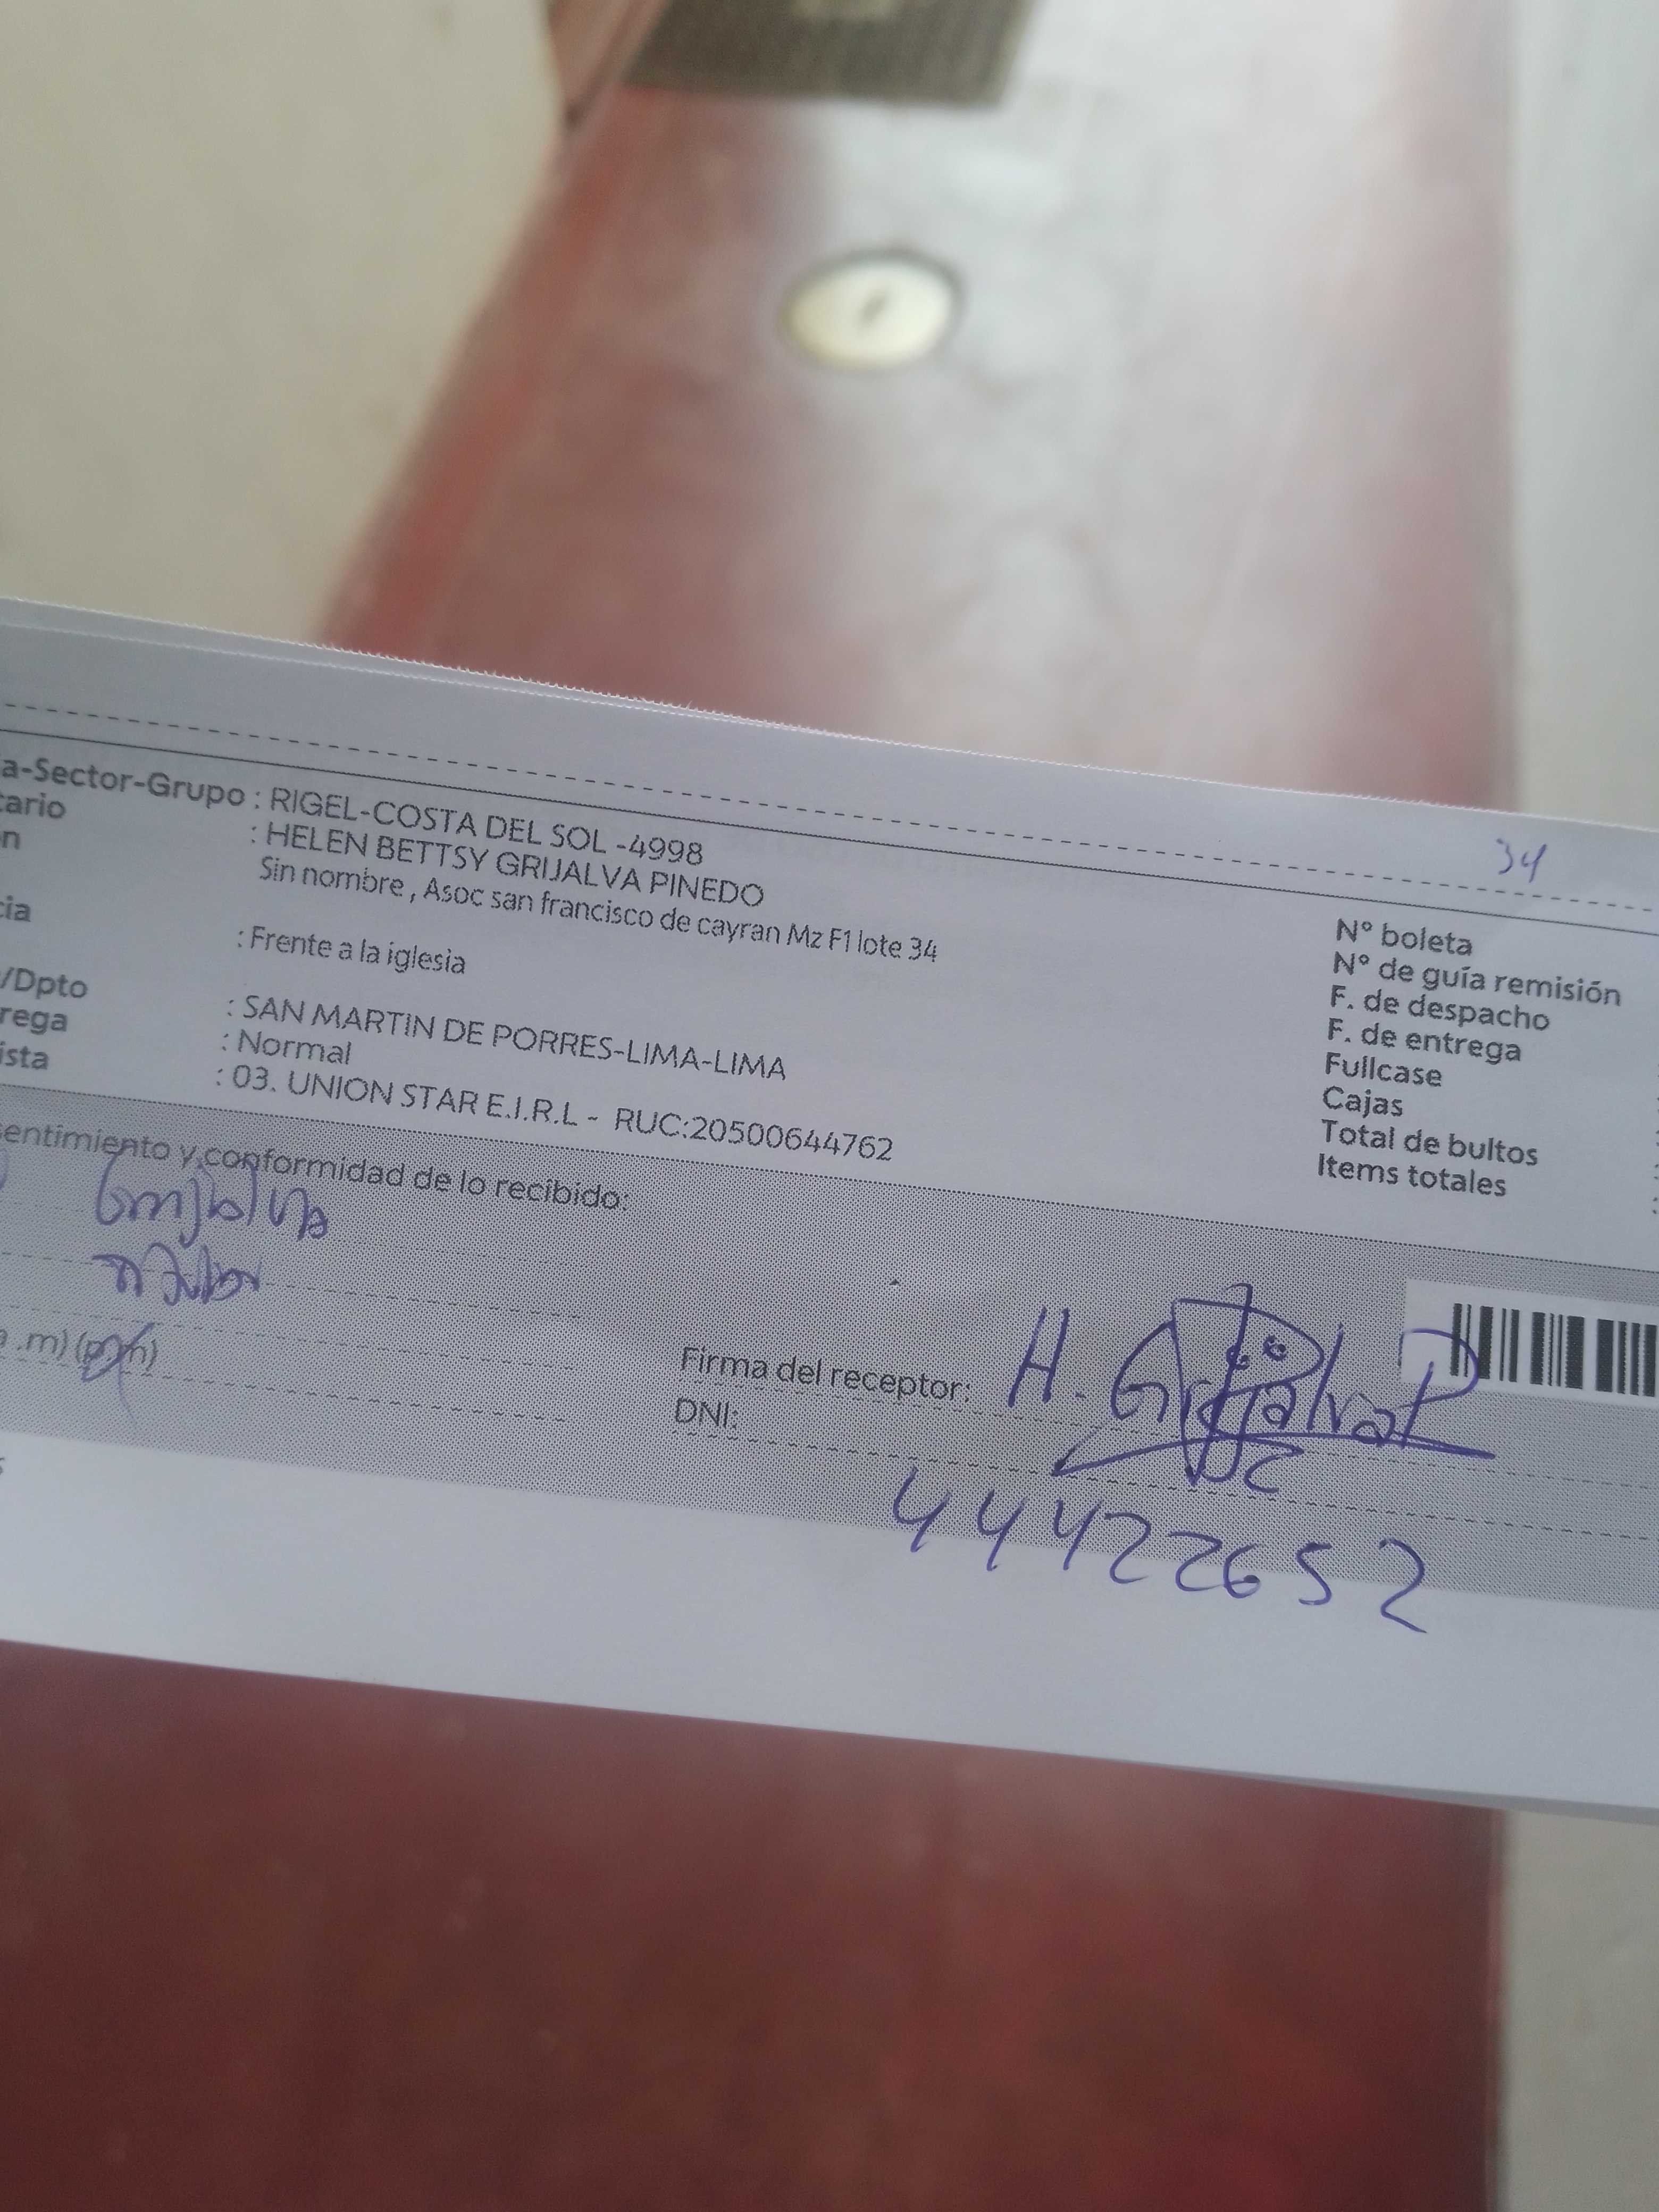 34
a-Sector-Grupo : RIGEL-COSTA DEL SOL -4998
tario : HELEN BETTSY GRIJALVA PINEDO
n Sin nombre , Asoc san francisco de cayran Mz F1 lote 34
cia : Frente a la iglesia
/Dpto : SAN MARTIN DE PORRES-LIMA-LIMA
rega : Normal
ista : 03. UNION STAR E.I.R.L - RUC:20500644762
N° boleta
N° de guía remisión
F. de despacho
F. de entrega
Fullcase
Cajas
Total de bultos
Items totales
sentimiento y conformidad de lo recibido:
Grijalva
a .m) (p.m)
Firma del receptor: H. Grijalva P
DNI: 44422652